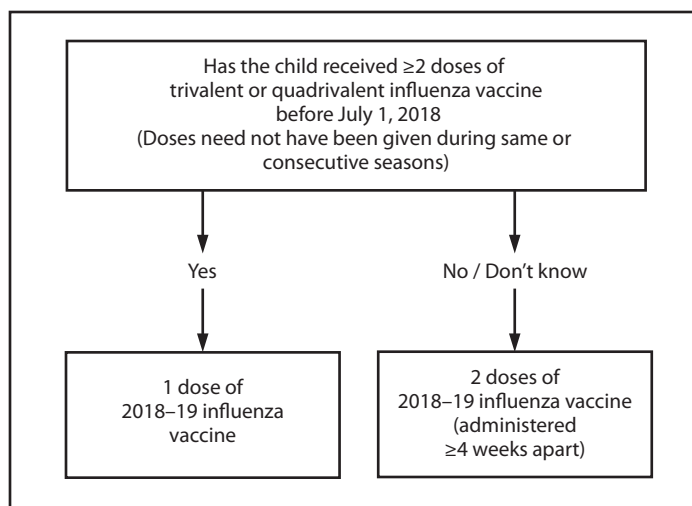 Has the child received ≥2 doses of
trivalent or quadrivalent influenza vaccine
before July 1, 2018
(Doses need not have been given during same or
consecutive seasons)
Yes
No / Don’t know
1 dose of
2018–19 influenza
vaccine
2 doses of
2018–19 influenza vaccine
(administered
≥4 weeks apart)